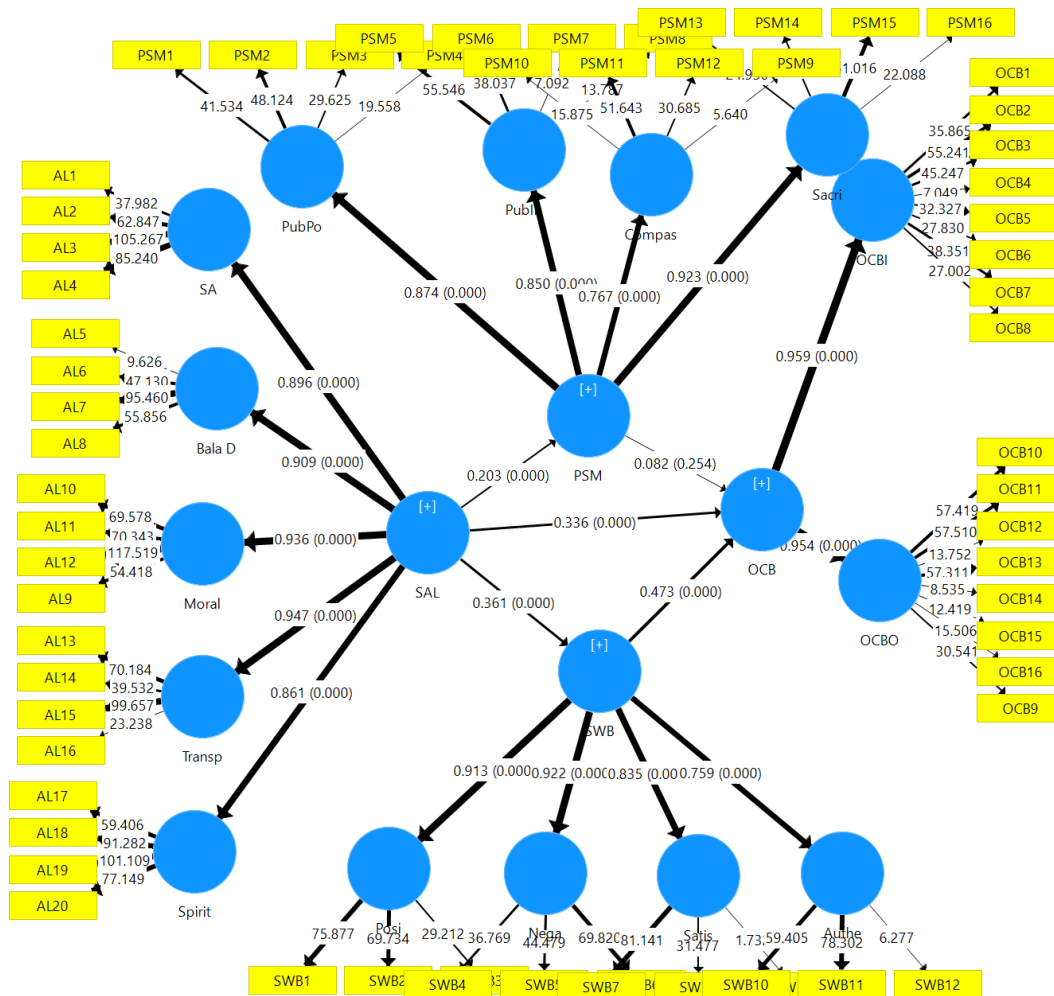 PSM13
PSM14
PSM15
PSM16
PSM1
PSM2
PSM3
PSM4
PSM5
PSM6
PSM7
PSM8
PSM10
PSM11
PSM12
PSM9
41.534
48.124
29.625
19.558
55.546
38.037
7.092
13.787
15.875
51.643
30.685
5.640
22.088
PubPo
Compas
Sacri
OCBI
OCB1
OCB2
OCB3
OCB4
OCB5
OCB6
OCB7
OCB8
35.865
55.241
45.247
7.049
32.327
27.830
38.351
27.002
AL1
AL2
AL3
AL4
37.982
62.847
105.267
85.240
SA
0.874 (0.000)
0.767 (0.000)
0.923 (0.000)
0.959 (0.000)
AL5
AL6
AL7
AL8
9.626
47.130
95.460
55.856
Bala D
0.896 (0.000)
0.909 (0.000)
[+]
PSM
0.203 (0.000)
0.082 (0.254)
AL10
AL11
AL12
AL9
69.578
70.343
117.519
54.418
Moral
0.936 (0.000)
[+]
SAL
0.336 (0.000)
[+]
OCB
OCB10
OCB11
OCB12
OCB13
OCB14
OCB15
OCB16
OCB9
57.419
57.510
13.752
57.311
8.535
12.419
15.506
30.541
OCBO
0.361 (0.000)
0.473 (0.000)
AL13
AL14
AL15
AL16
70.184
39.532
99.657
23.238
Transp
0.947 (0.000)
0.861 (0.000)
[+]
SWB
AL17
AL18
AL19
AL20
59.406
91.282
101.109
77.149
Spirit
0.759 (0.000)
Posi
Nega
Satis
Authe
75.877
69.734
29.212
36.769
44.479
69.820
81.141
31.477
59.405
78.302
6.277
SWB1
SWB2
SWB4
SWB7
SWB10
SWB11
SWB12